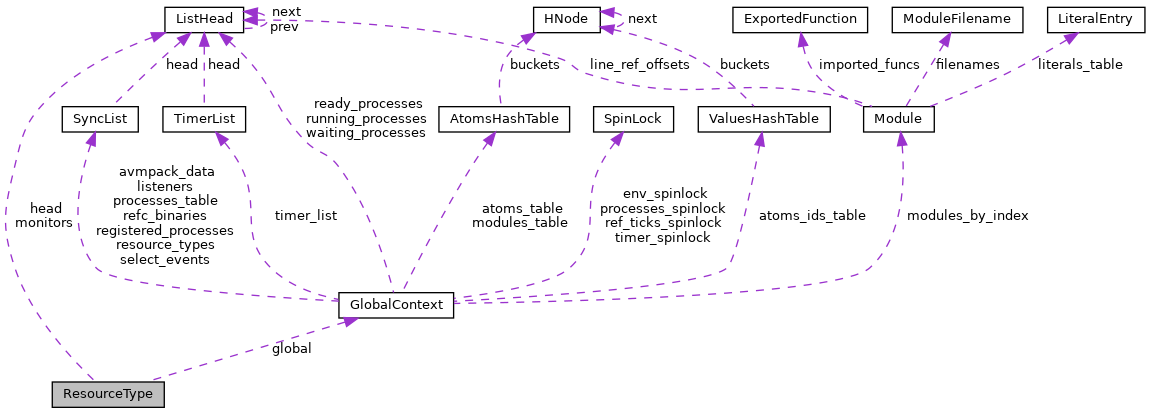 ListHead
next
prev
HNode
next
ExportedFunction
ModuleFilename
LiteralEntry
head
head
buckets
line_ref_offsets
buckets
imported_funcs
filenames
literals_table
ready_processes
running_processes
waiting_processes
SyncList
TimerList
AtomsHashTable
SpinLock
ValuesHashTable
Module
head
monitors
avmpack_data
listeners
processes_table
refc_binaries
registered_processes
resource_types
select_events
timer_list
atoms_table
modules_table
env_spinlock
processes_spinlock
ref_ticks_spinlock
timer_spinlock
atoms_ids_table
modules_by_index
GlobalContext
global
ResourceType